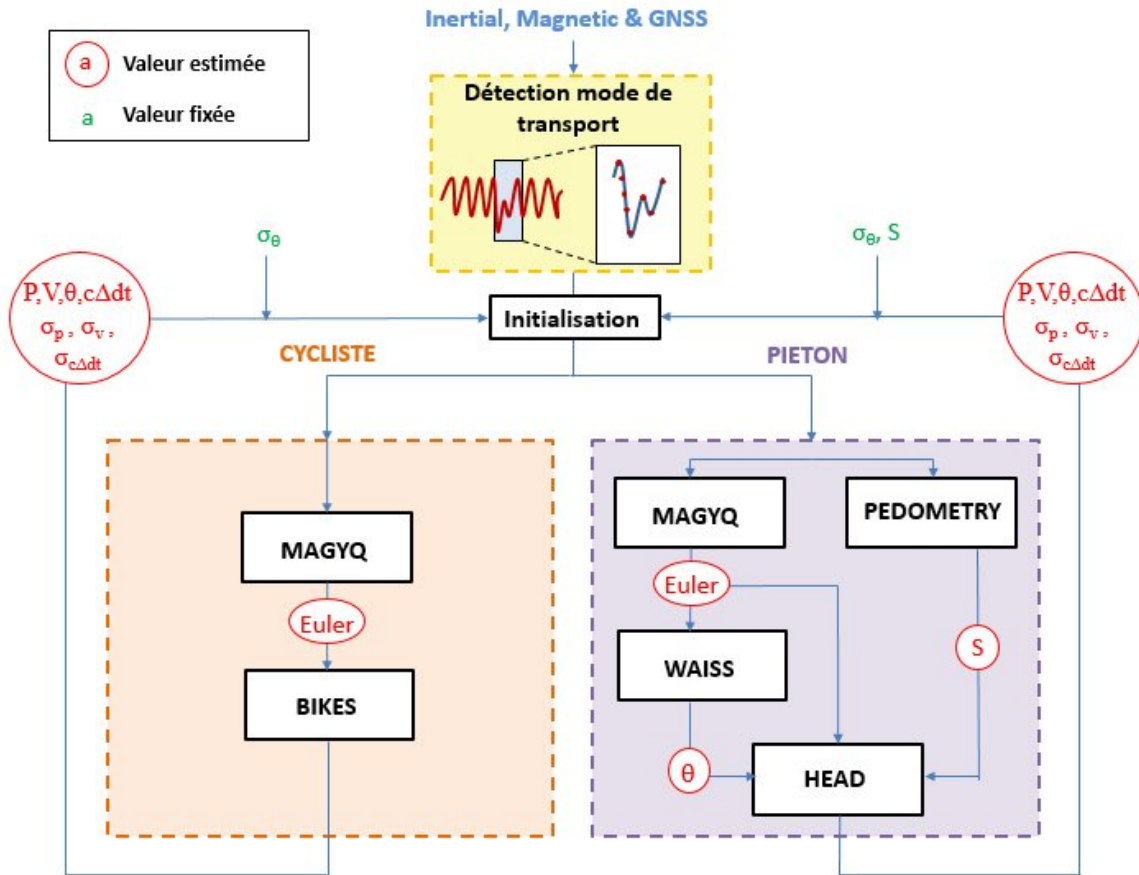 Inertial, Magnetic & GNSS
a Valeur estimée
a Valeur fixée
Détection mode de
transport
σθ
σθ, S
P,V,θ,cΔdt
σp , σv ,
σcΔdt
Initialisation
P,V,θ,cΔdt
σp , σv ,
σcΔdt
CYCLISTE
PIETON
MAGYQ
Euler
BIKES
MAGYQ
PEDOMETRY
Euler
S
WAISS
θ
HEAD